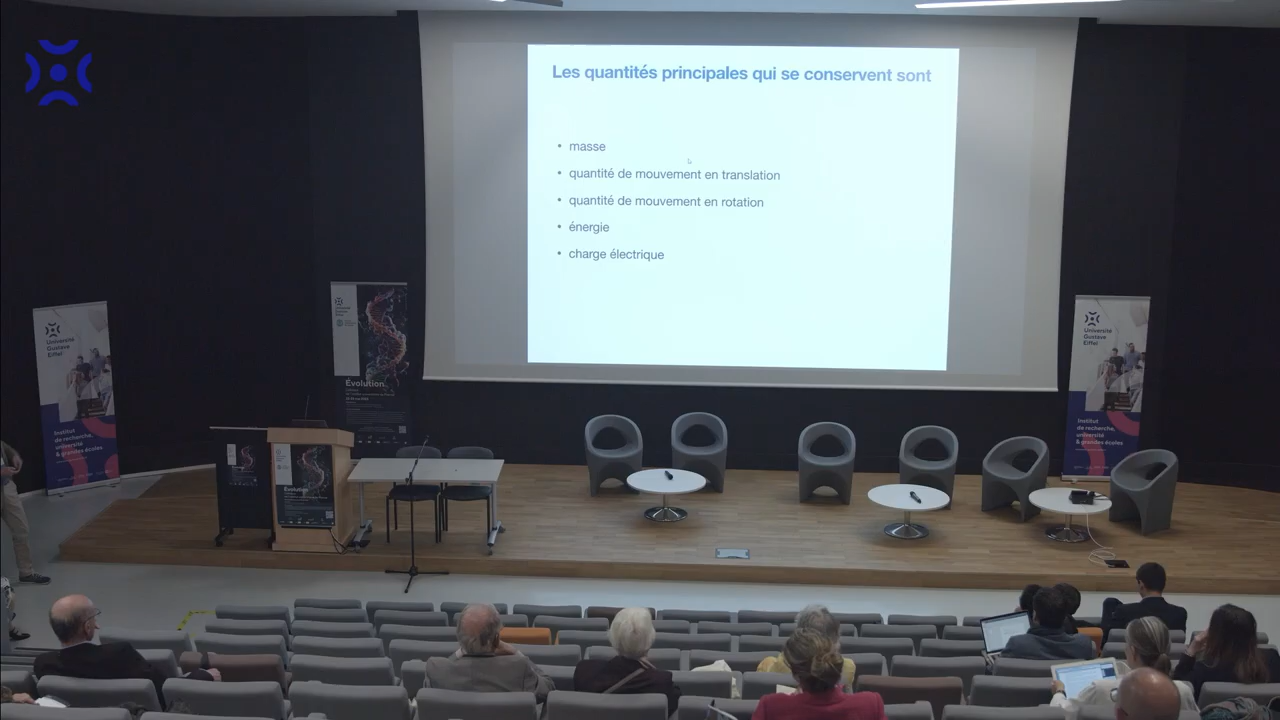 Les quantités principales qui se conservent sont
• masse
• quantité de mouvement en translation
• quantité de mouvement en rotation
• énergie
• charge électrique
Université
Gustave
Eiffel
Institut
de recherche,
université
& grandes écoles
Évolution
Évolution
Université
Gustave
Eiffel
Institut
de recherche,
université
& grandes écoles